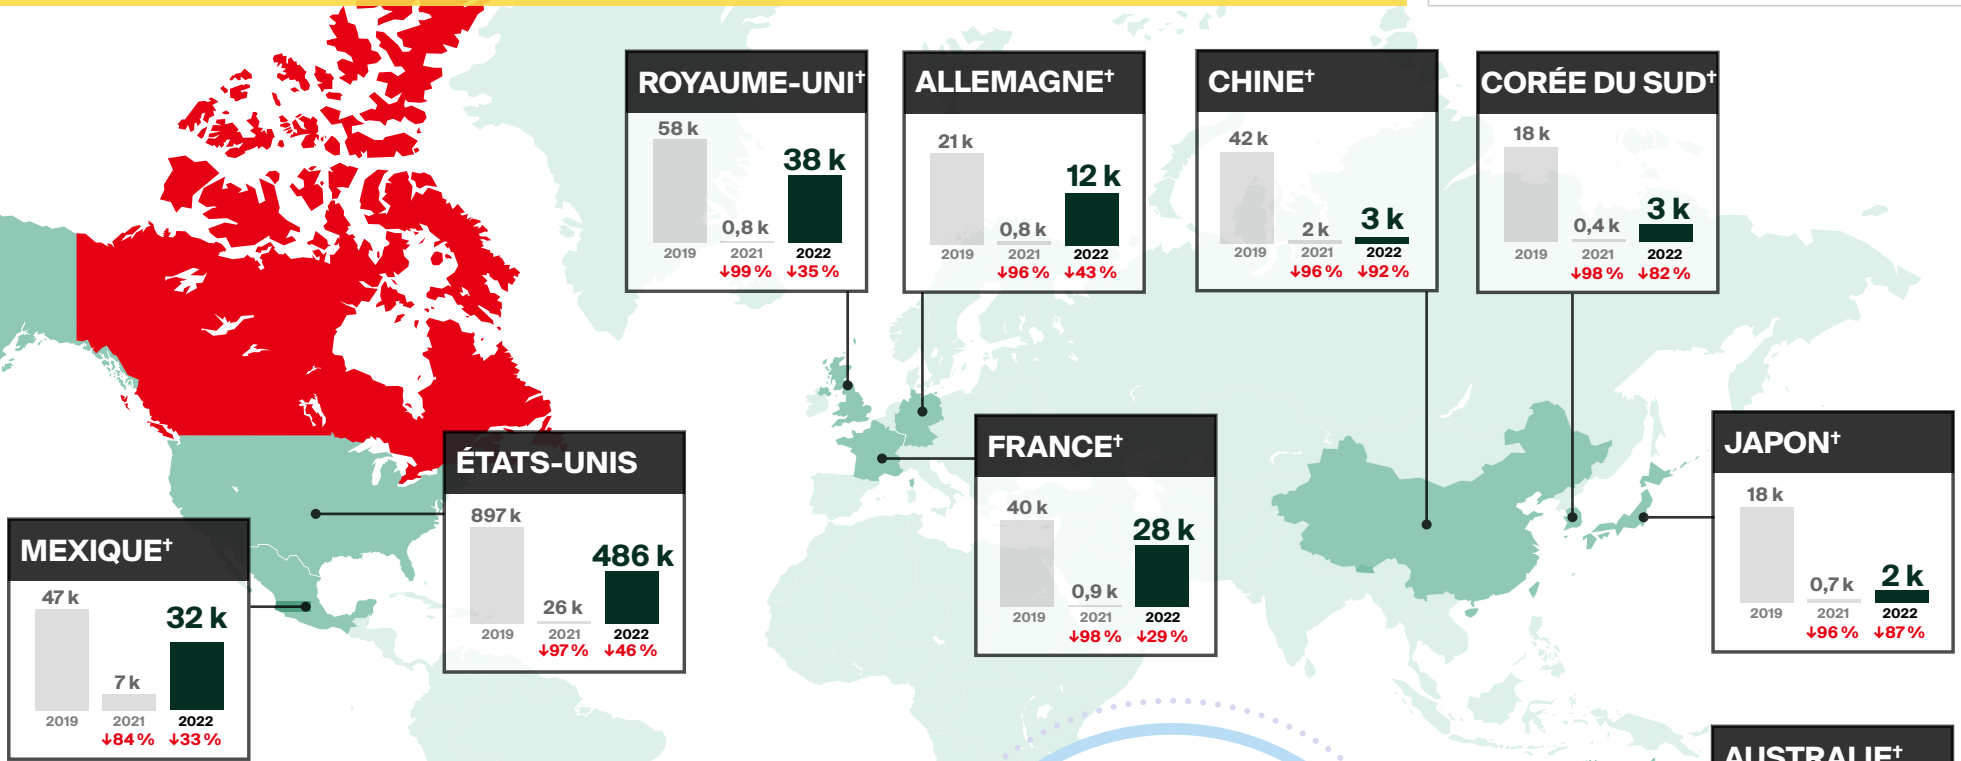 ROYAUME-UNI†
58 k
0,8 k
38 k
2019
2021
2022
↓99 %
↓35 %
ALLEMAGNE†
21 k
0,8 k
12 k
2019
2021
2022
↓96 %
↓43 %
CHINE†
42 k
2 k
3 k
2019
2021
2022
↓96 %
↓92 %
CORÉE DU SUD†
18 k
0,4 k
3 k
2019
2021
2022
↓98 %
↓82 %
FRANCE†
40 k
0,9 k
28 k
2019
2021
2022
↓98 %
↓29 %
JAPON†
18 k
0,7 k
2 k
2019
2021
2022
↓96 %
↓87 %
ÉTATS-UNIS
897 k
26 k
486 k
2019
2021
2022
↓97 %
↓46 %
MEXIQUE†
47 k
7 k
32 k
2019
2021
2022
↓84 %
↓33 %
AUSTRALIE†